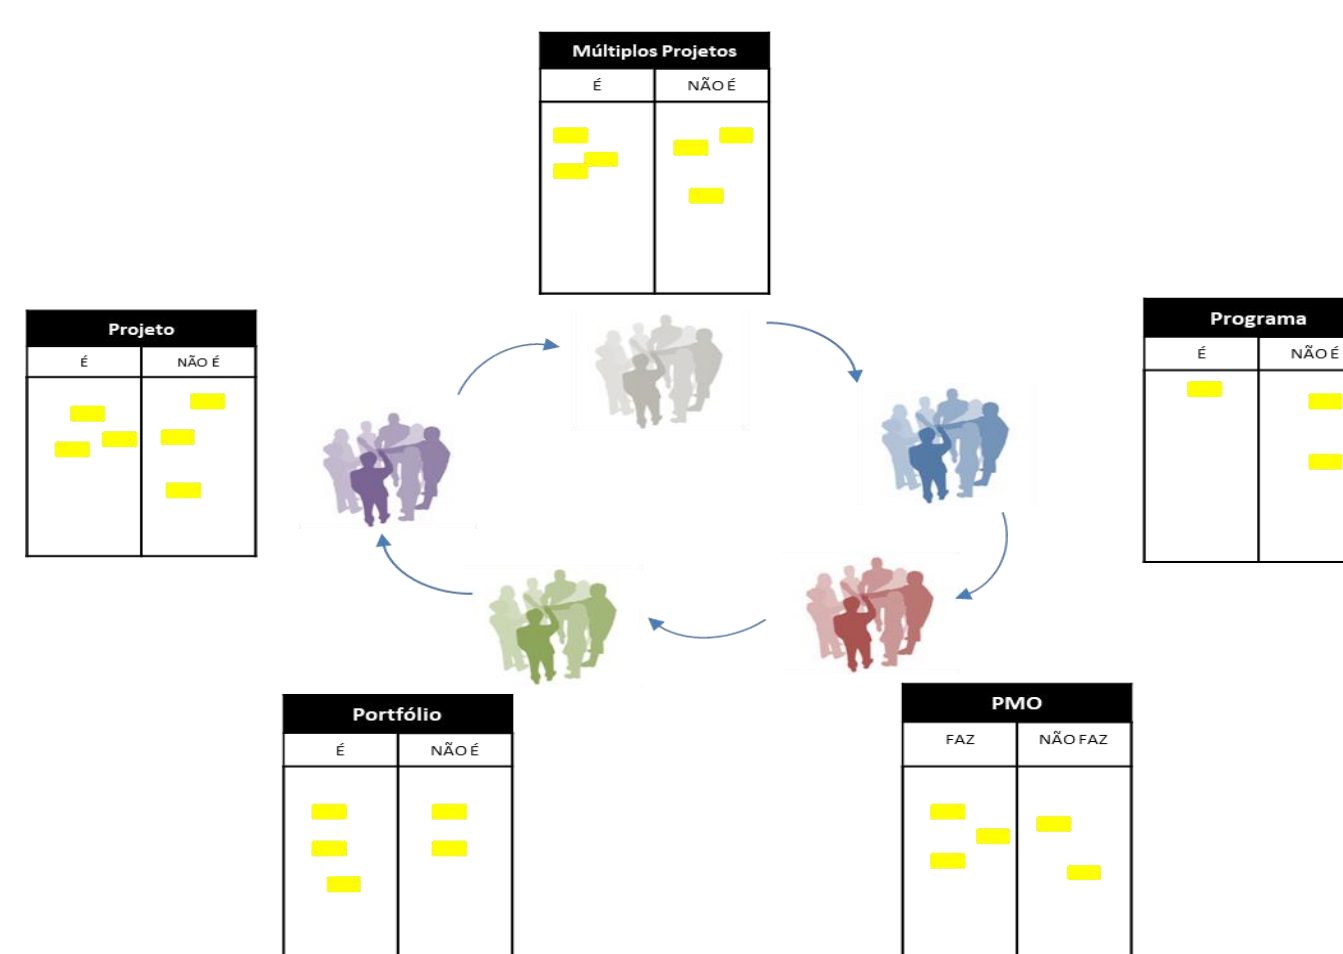 Múltiplos Projetos
É
NÃO É
Projeto
É
NÃO É
Programa
É
NÃO É
Portfólio
É
NÃO É
PMO
FAZ
NÃO FAZ